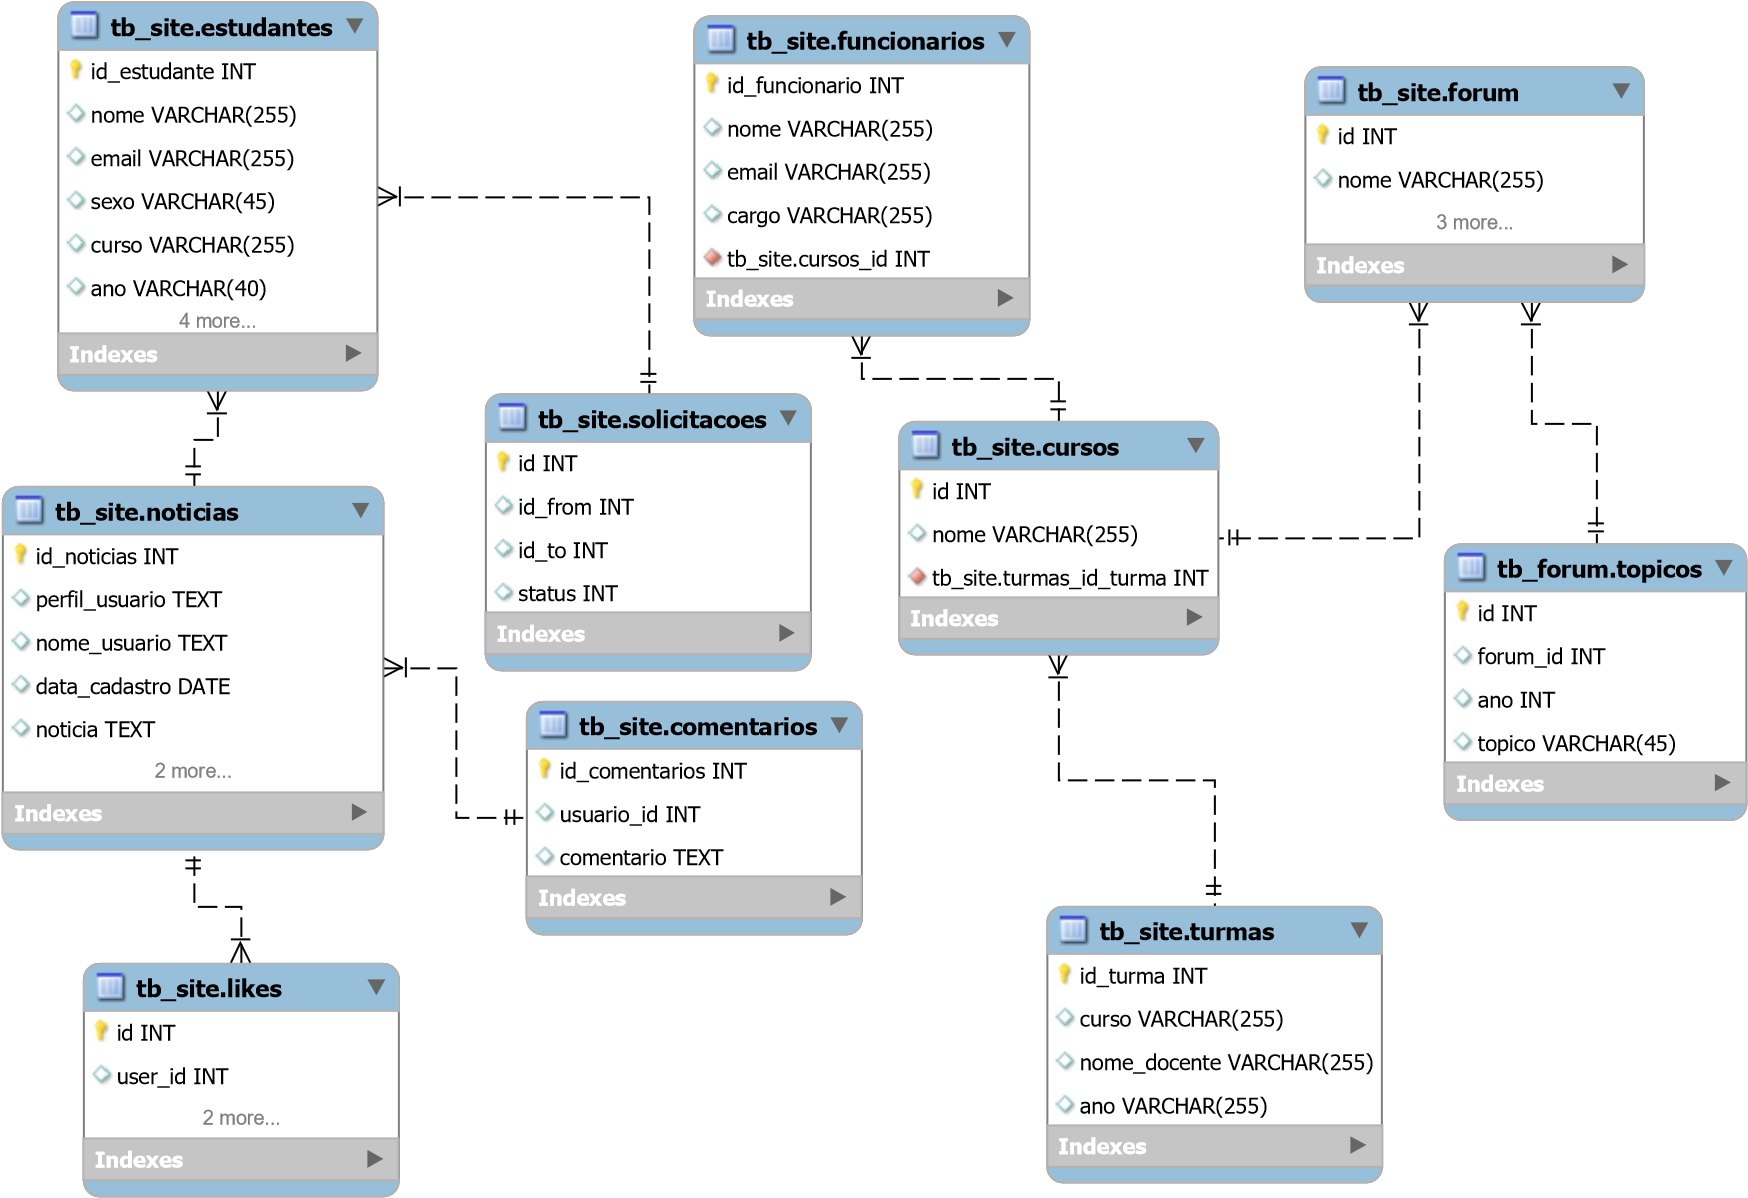 tb_site.estudantes
id_estudante INT
nome VARCHAR(255)
email VARCHAR(255)
sexo VARCHAR(45)
curso VARCHAR(255)
ano VARCHAR(40)
4 more...
Indexes
tb_site.funcionarios
id_funcionario INT
nome VARCHAR(255)
email VARCHAR(255)
cargo VARCHAR(255)
tb_site.cursos_id INT
Indexes
tb_site.forum
id INT
nome VARCHAR(255)
3 more...
Indexes
tb_site.solicitacoes
id INT
id_from INT
id_to INT
status INT
Indexes
tb_site.cursos
id INT
nome VARCHAR(255)
tb_site.turmas_id_turma INT
Indexes
tb_site.noticias
id_noticias INT
perfil_usuario TEXT
nome_usuario TEXT
data_cadastro DATE
noticia TEXT
2 more...
Indexes
tb_forum.topicos
id INT
forum_id INT
ano INT
topico VARCHAR(45)
Indexes
tb_site.comentarios
id_comentarios INT
usuario_id INT
comentario TEXT
Indexes
tb_site.likes
id INT
user_id INT
2 more...
Indexes
tb_site.turmas
id_turma INT
curso VARCHAR(255)
nome_docente VARCHAR(255)
ano VARCHAR(255)
Indexes